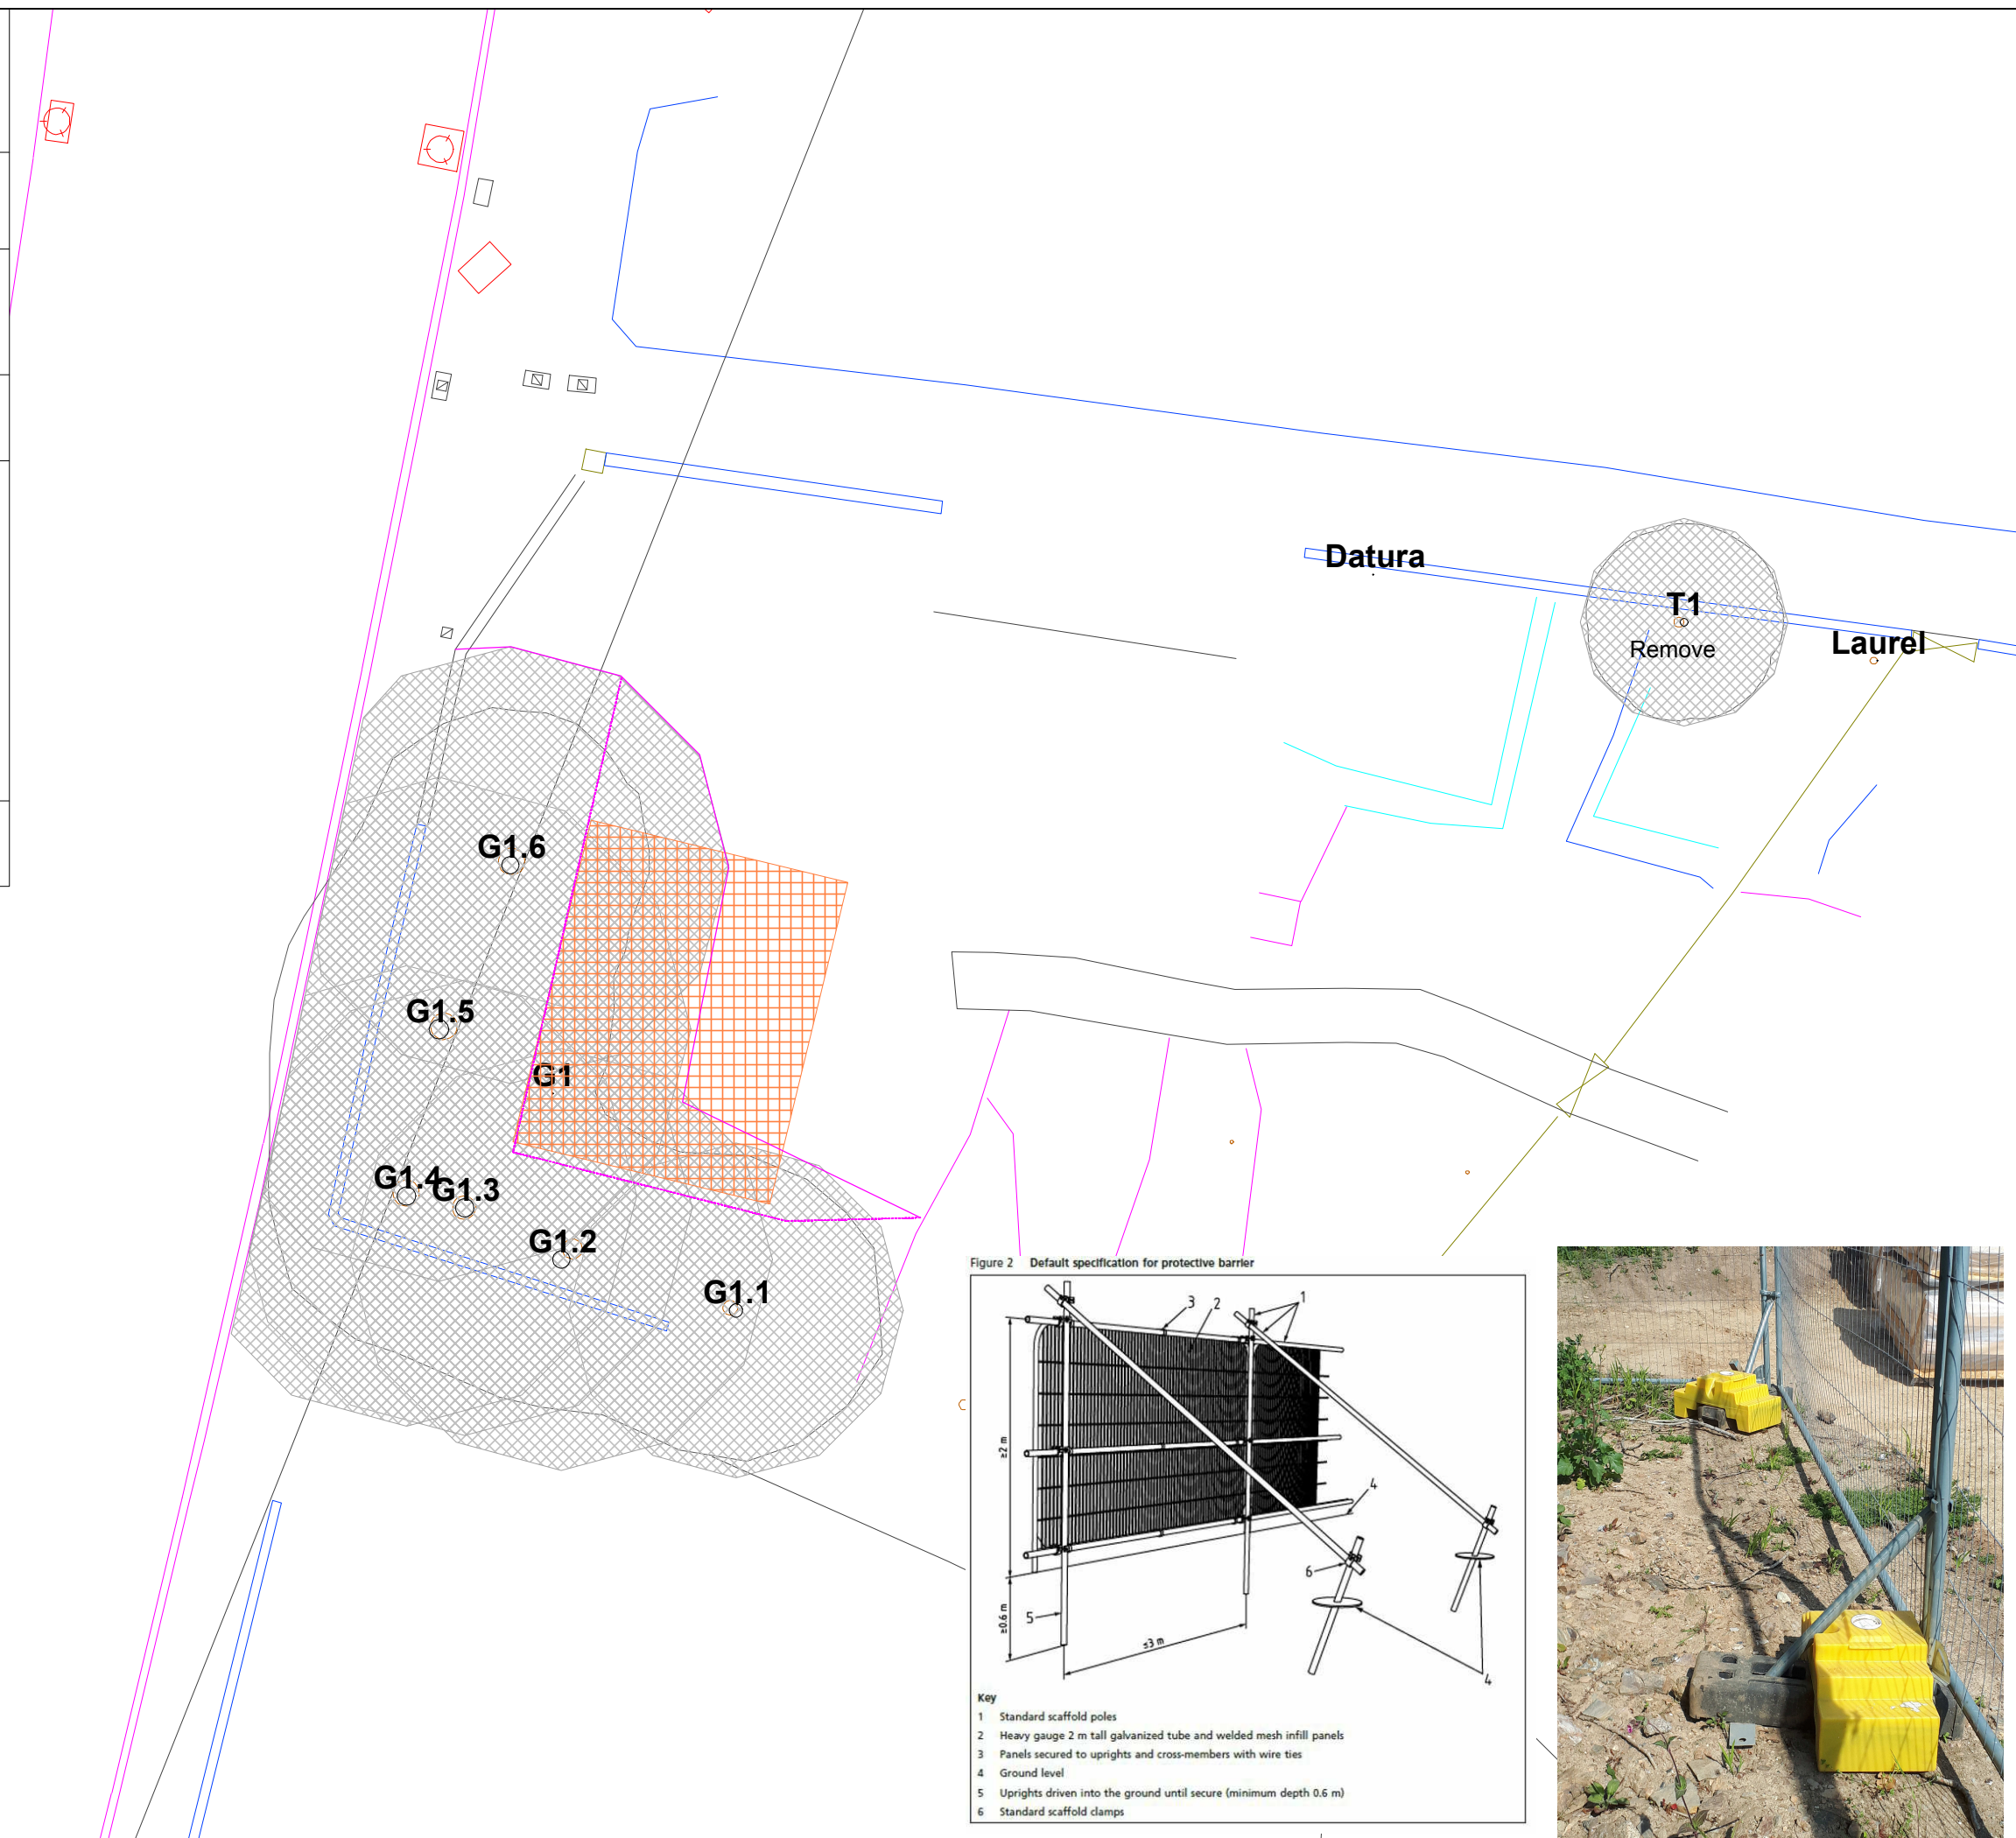 Datura
T1
Remove
Laurel
G1.6
G1.5
G1
G1.4
G1.3
G1.2
G1.1
Figure 2 Default specification for protective barrier
3
2
1
≥2 m
4
6
≥0.6 m
5
≤3 m
4
Key
1 Standard scaffold poles
2 Heavy gauge 2 m tall galvanized tube and welded mesh infill panels
3 Panels secured to uprights and cross-members with wire ties
4 Ground level
5 Uprights driven into the ground until secure (minimum depth 0.6 m)
6 Standard scaffold clamps